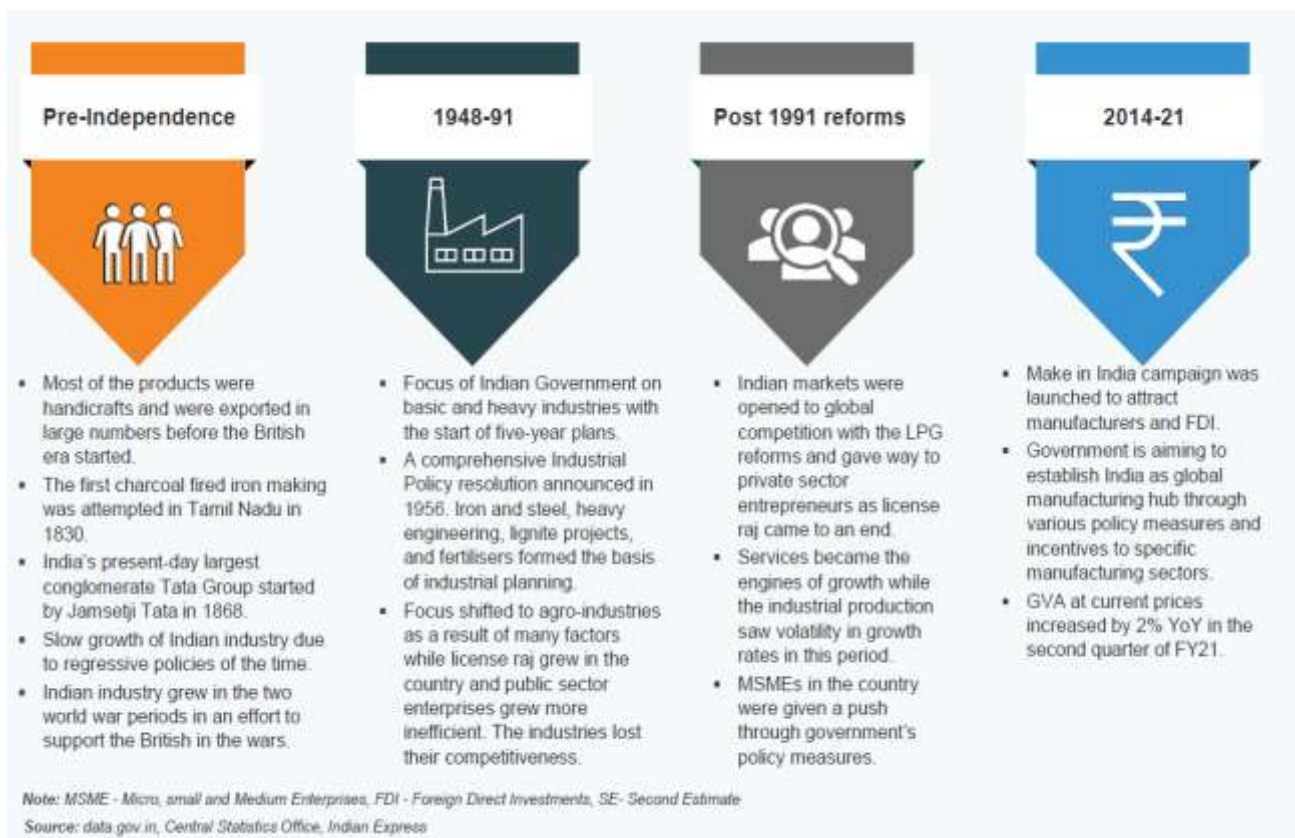 Pre-Independence
Most of the products were
handicrafts and were exported in
large numbers before the British
era started.
The first charcoal fired iron making
was attempted in Tamil Nadu in
1830.
India's present-day largest
conglomerate Tata Group started
by Jamsetji Tata in 1868.
Slow growth of Indian industry due
to regressive policies of the time.
Indian industry grew in the two
world war periods in an effort to
support the British in the wars.
1948-91
Focus of Indian Government on
basic and heavy industries with
the start of five-year plans.
A comprehensive Industrial
Policy resolution announced in
1956. Iron and steel, heavy
engineering, lignite projects,
and fertilisers formed the basis
of industrial planning.
Focus shifted to agro-industries
as a result of many factors
while license raj grew in the
country and public sector
enterprises grew more
inefficient. The industries lost
their competitiveness.
Post 1991 reforms
Indian markets were
opened to global
competition with the LPG
reforms and gave way to
private sector
entrepreneurs as license
raj came to an end.
Services became the
engines of growth while
the industrial production
saw volatility in growth
rates in this period.
MSMEs in the country
were given a push
through government's
policy measures.
2014-21
₹
Make in India campaign was
launched to attract
manufacturers and FDI.
Government is aiming to
establish India as global
manufacturing hub through
various policy measures and
incentives to specific
manufacturing sectors.
GVA at current prices
increased by 2% YoY in the
second quarter of FY21.
Note: MSME - Micro, small and Medium Enterprises, FDI - Foreign Direct Investments, SE- Second Estimate
Source: data.gov.in, Central Statistics Office, Indian Express